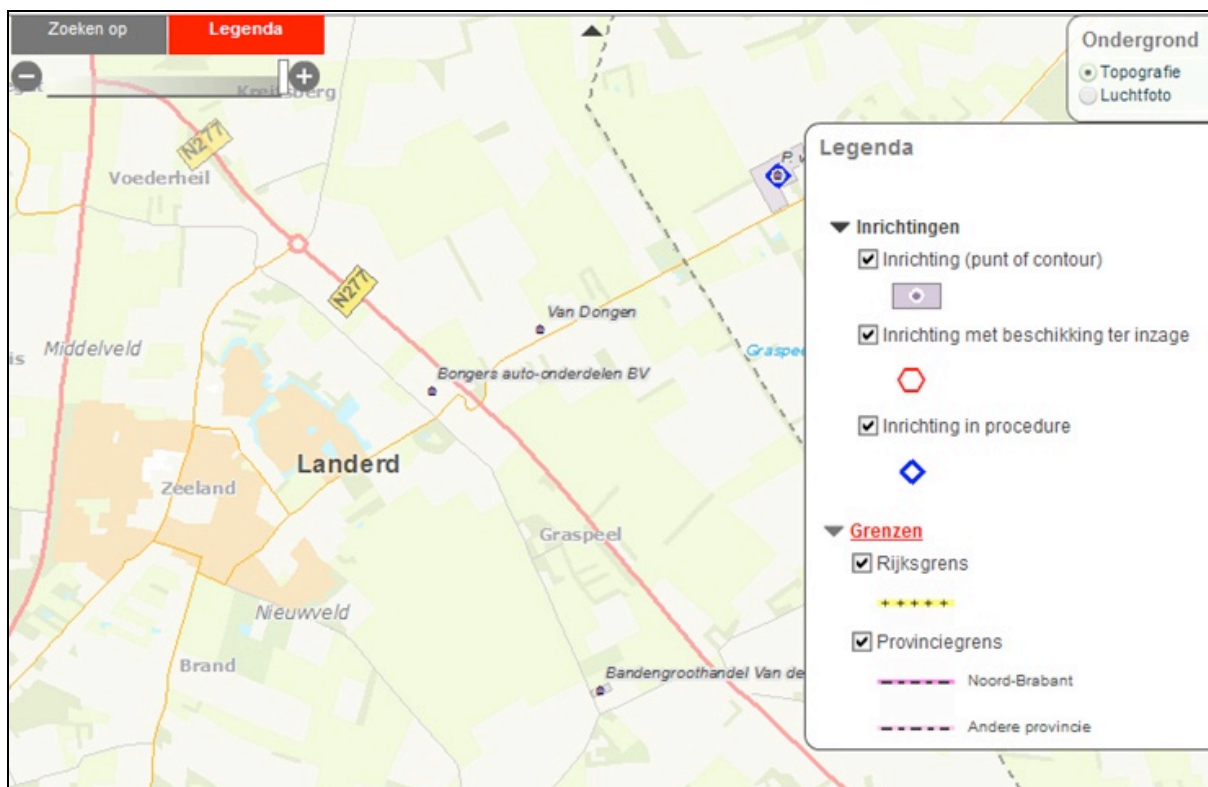 Zoeken op
Legenda
Kreitsberg
N277
Voederheil
N277
Middelveld
Van Dongen
Bongers auto-onderdelen BV
Landerd
Zeeland
Graspeel
Nieuwveld
Brand
Bandengroothandel Van de
P.
Ondergrond
Topografie
Luchtfoto
Legenda
Inrichtingen
Inrichting (punt of contour)
Inrichting met beschikking ter inzage
Inrichting in procedure
Grenzen
Rijksgrens
Provinciegrens
Noord-Brabant
Andere provincie